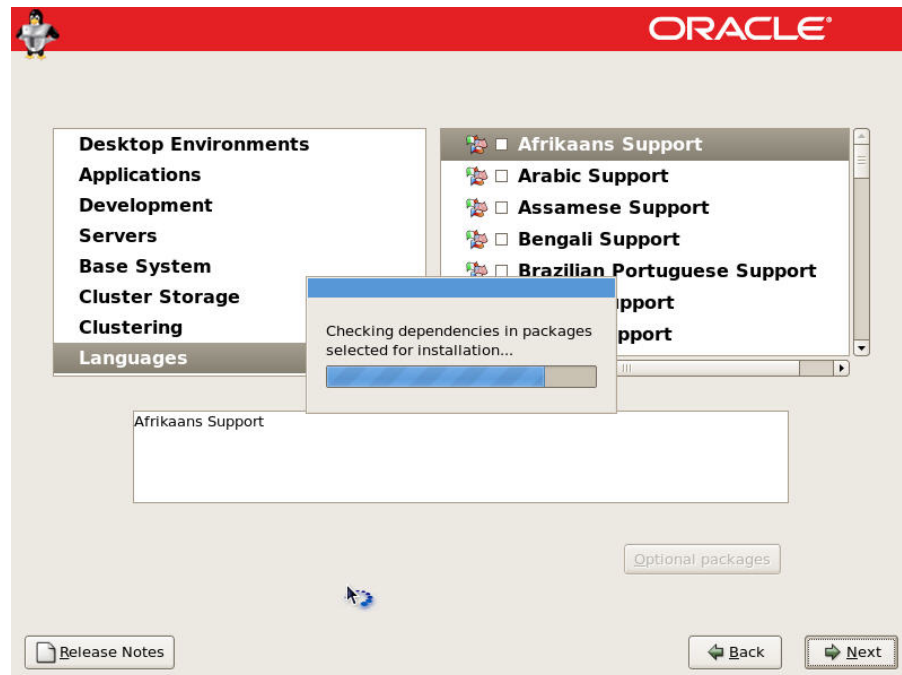 ORACLE
Desktop Environments
Applications
Development
Servers
Base System
Cluster Storage
Clustering
Languages
Afrikaans Support
Arabic Support
Assamese Support
Bengali Support
Brazilian Portuguese Support
Checking dependencies in packages
selected for installation...
Afrikaans Support
Optional packages
Release Notes
Back
Next